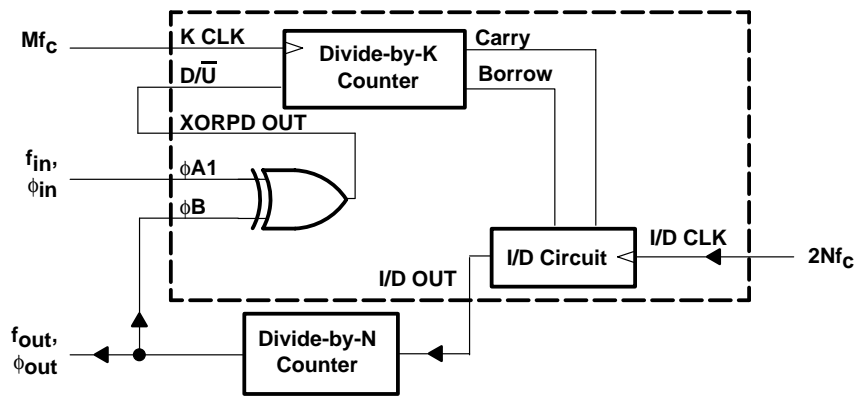 Mfc
K CLK
D/U̅
Divide-by-K
Counter
Carry
Borrow
XORPD OUT
fin,
ϕin
ϕA1
ϕB
I/D Circuit
I/D CLK
2Nfc
I/D OUT
fout,
ϕout
Divide-by-N
Counter